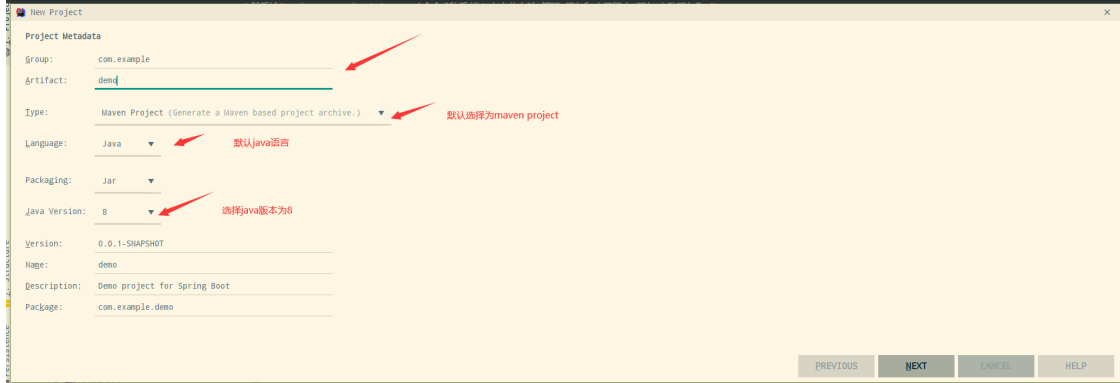 New Project
Project Metadata
Group: com.example
Artifact: demo
Type: Maven Project (Generate a Maven based project archive.)
默认选择为maven project
Language: Java
默认java语言
Packaging: Jar
Java Version: 8
选择java版本为8
Version: 0.0.1-SNAPSHOT
Name: demo
Description: Demo project for Spring Boot
Package: com.example.demo
PREVIOUS NEXT CANCEL HELP